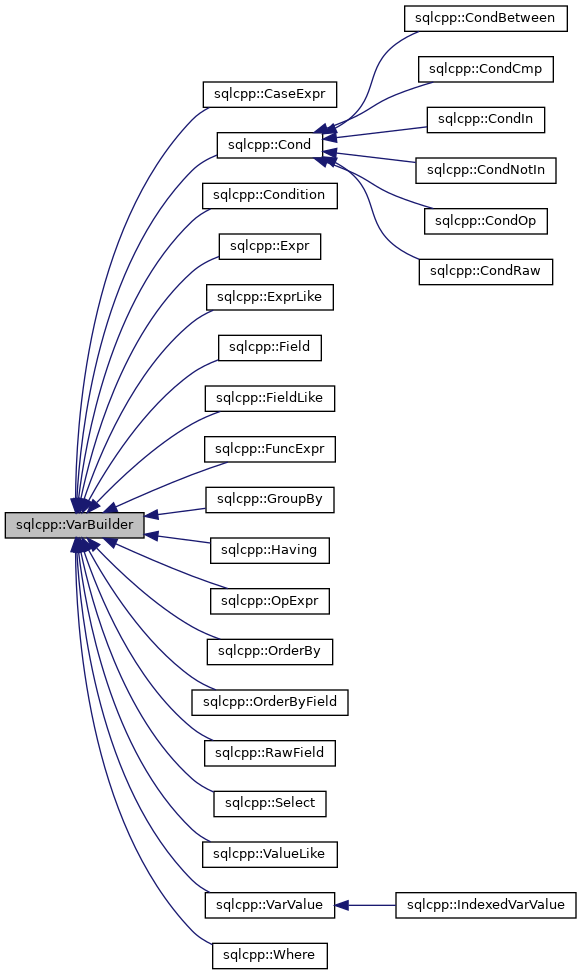 sqlcpp::CondBetween
sqlcpp::CondCmp
sqlcpp::CaseExpr
sqlcpp::CondIn
sqlcpp::Cond
sqlcpp::CondNotIn
sqlcpp::Condition
sqlcpp::CondOp
sqlcpp::Expr
sqlcpp::CondRaw
sqlcpp::ExprLike
sqlcpp::Field
sqlcpp::FieldLike
sqlcpp::FuncExpr
sqlcpp::GroupBy
sqlcpp::VarBuilder
sqlcpp::Having
sqlcpp::OpExpr
sqlcpp::OrderBy
sqlcpp::OrderByField
sqlcpp::RawField
sqlcpp::Select
sqlcpp::ValueLike
sqlcpp::VarValue
sqlcpp::IndexedVarValue
sqlcpp::Where